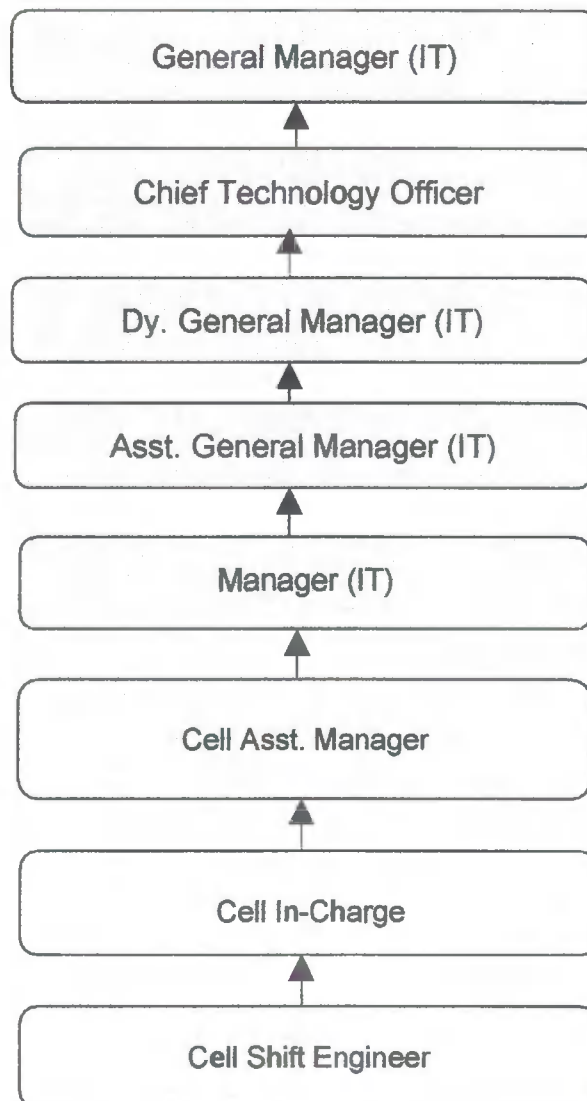 General Manager (IT)
Chief Technology Officer
Dy. General Manager (IT)
Asst. General Manager (IT)
Manager (IT)
Cell Asst. Manager
Cell In-Charge
Cell Shift Engineer